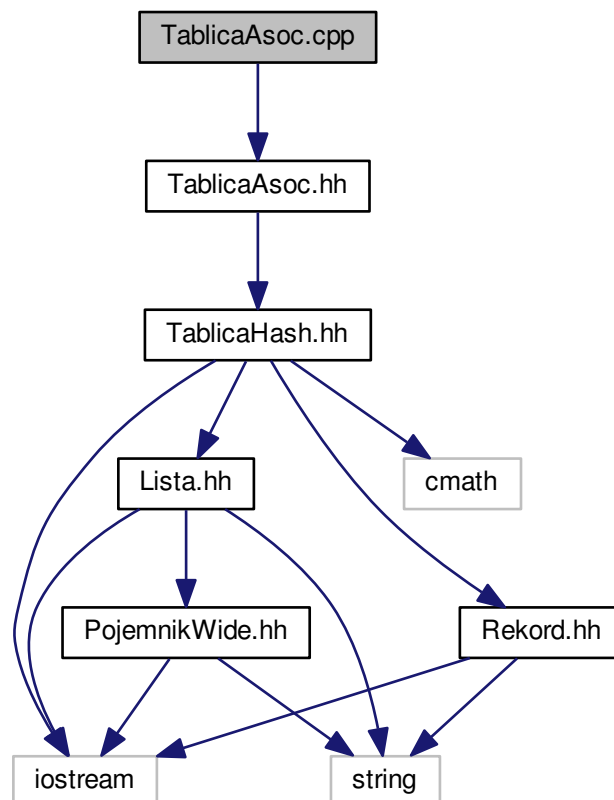 TablicaAsoc.cpp
TablicaAsoc.hh
TablicaHash.hh
Lista.hh
cmath
PojemnikWide.hh
Rekord.hh
iostream
string